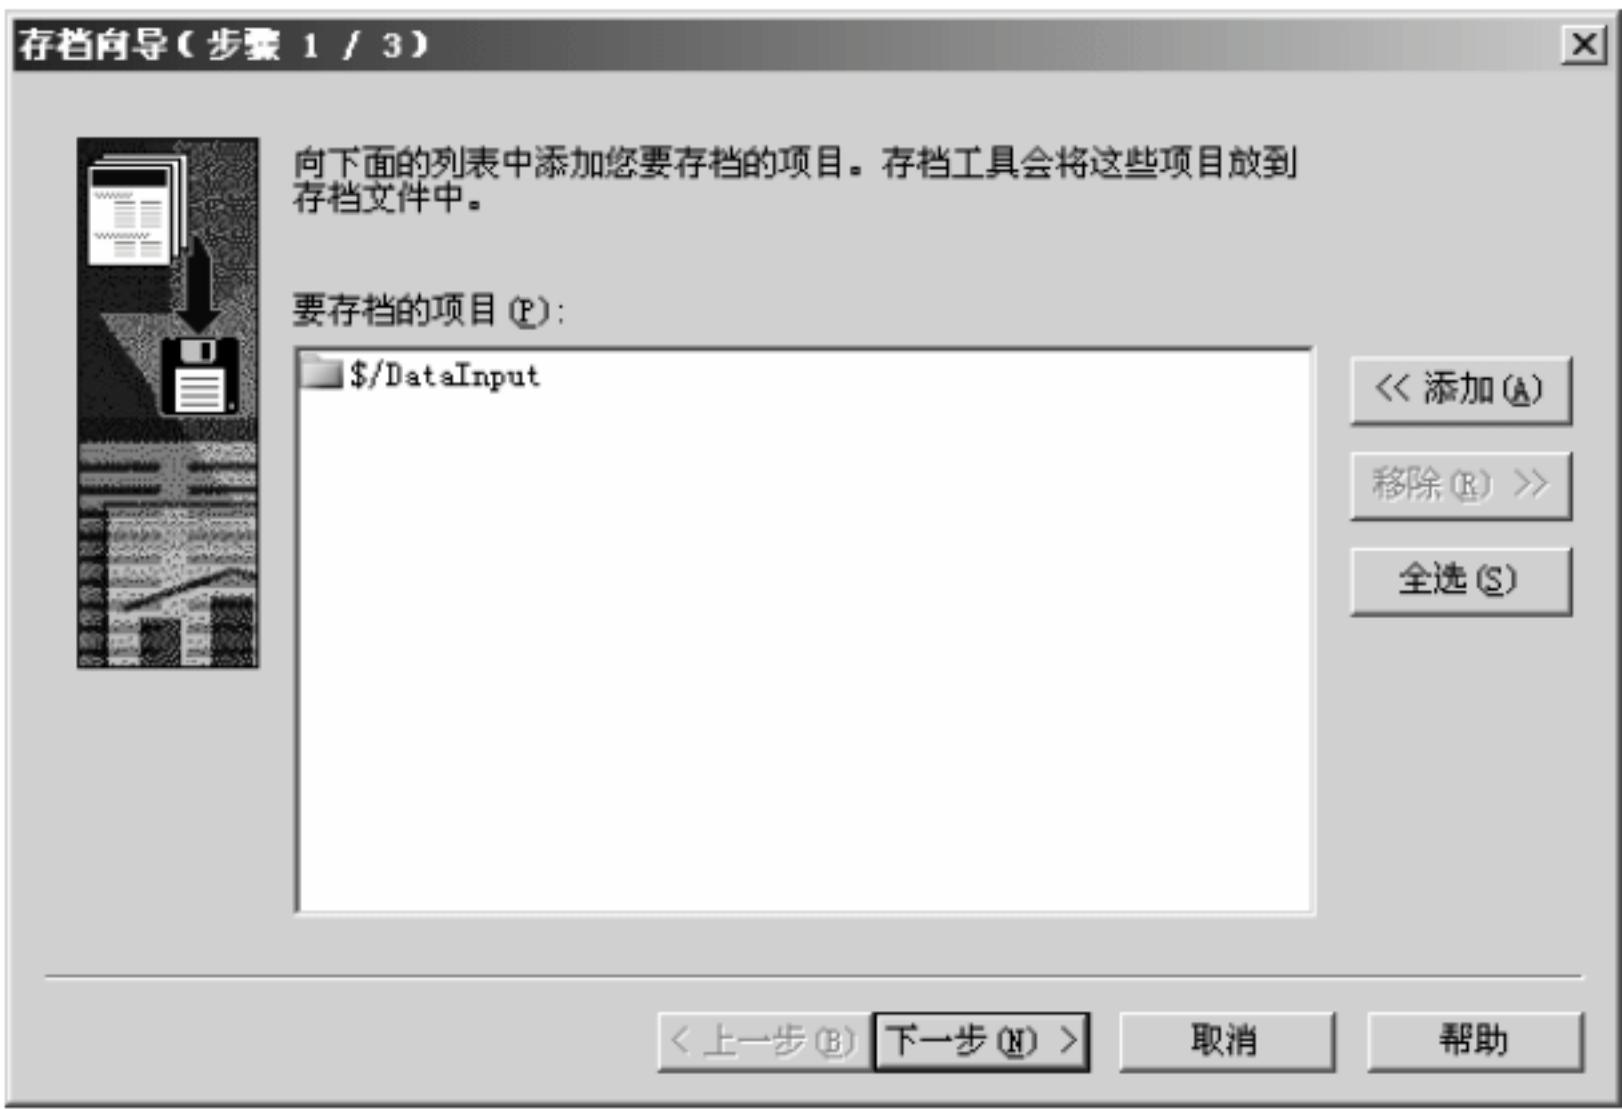 存档向导(步骤 1 / 3)
向下面的列表中添加您要存档的项目。存档工具会将这些项目放到
存档文件中。
要存档的项目(P):
$/DataInput
<< 添加(A)
移除(R) >>
全选(S)
< 上一步(B)
下一步(N) >
取消
帮助